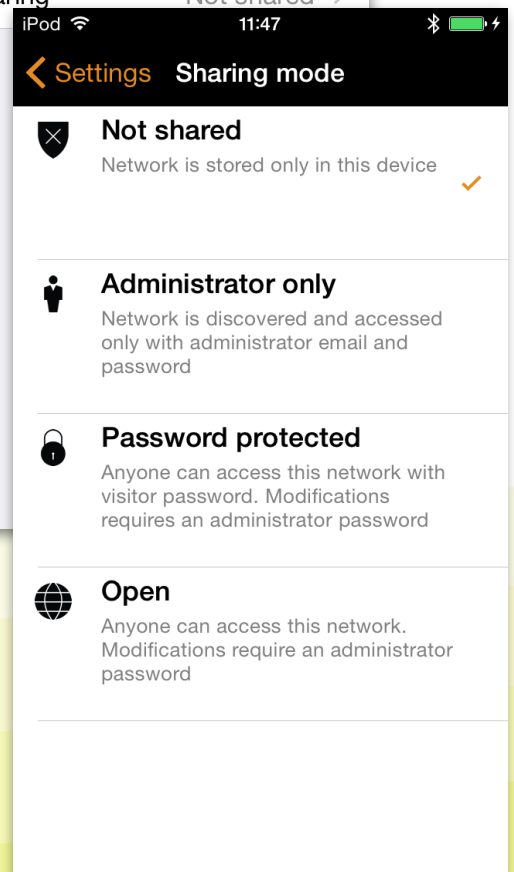 Not shared
iPod 11:47
Settings Sharing mode
Not shared
Network is stored only in this device
Administrator only
Network is discovered and accessed
only with administrator email and
password
Password protected
Anyone can access this network with
visitor password. Modifications
requires an administrator password
Open
Anyone can access this network.
Modifications require an administrator
password